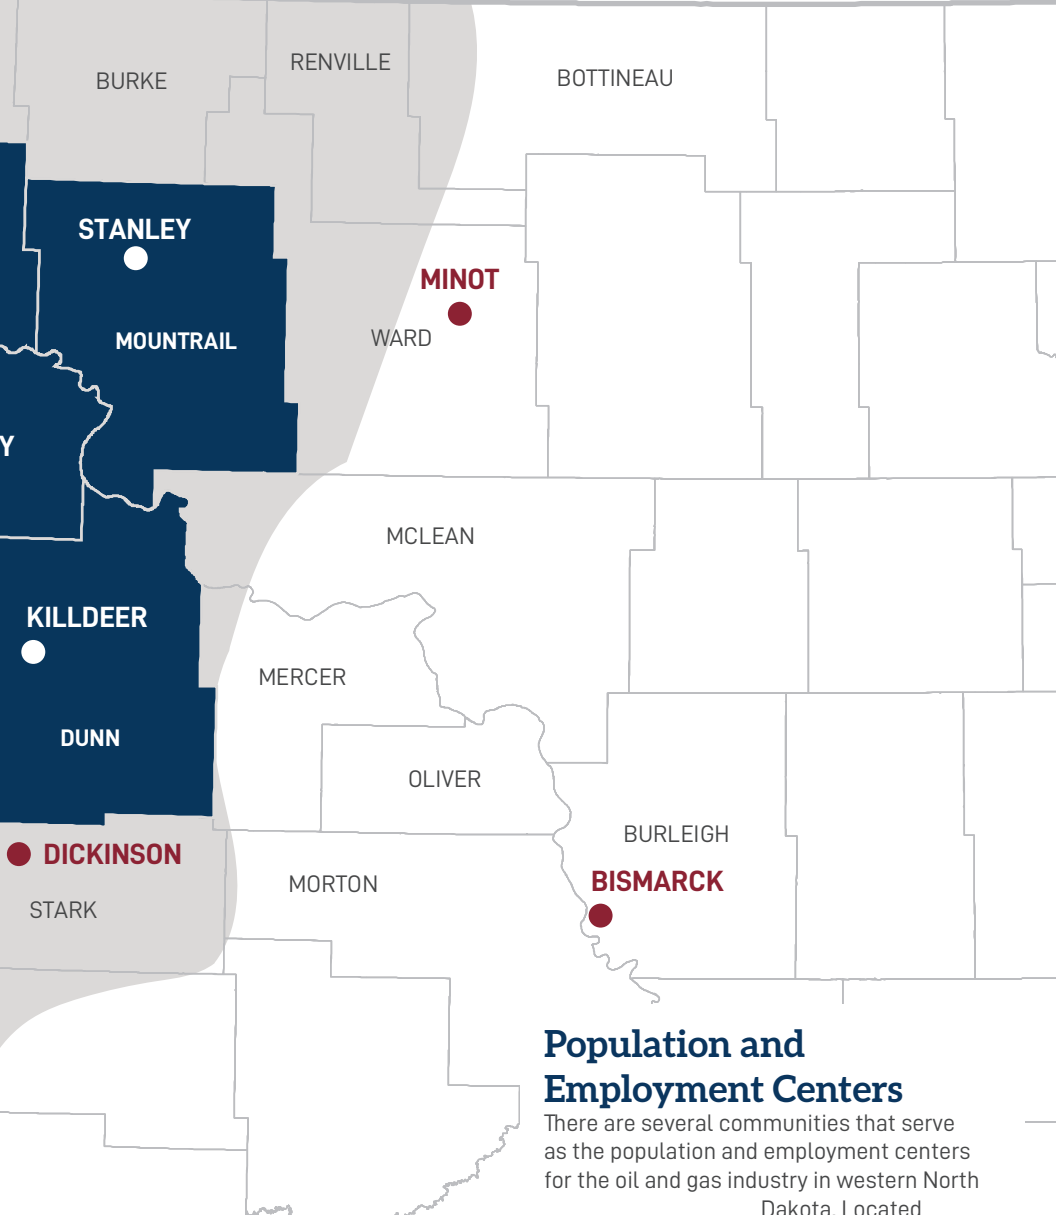 RENVILLE
BURKE
BOTTINEAU
STANLEY
MINOT
WARD
MOUNTRAIL
Y
MCLEAN
KILLDEER
MERCER
DUNN
OLIVER
BURLEIGH
DICKINSON
MORTON
BISMARCK
STARK
Population and
Employment Centers
There are several communities that serve
as the population and employment centers
for the oil and gas industry in western North
Dakota. Located